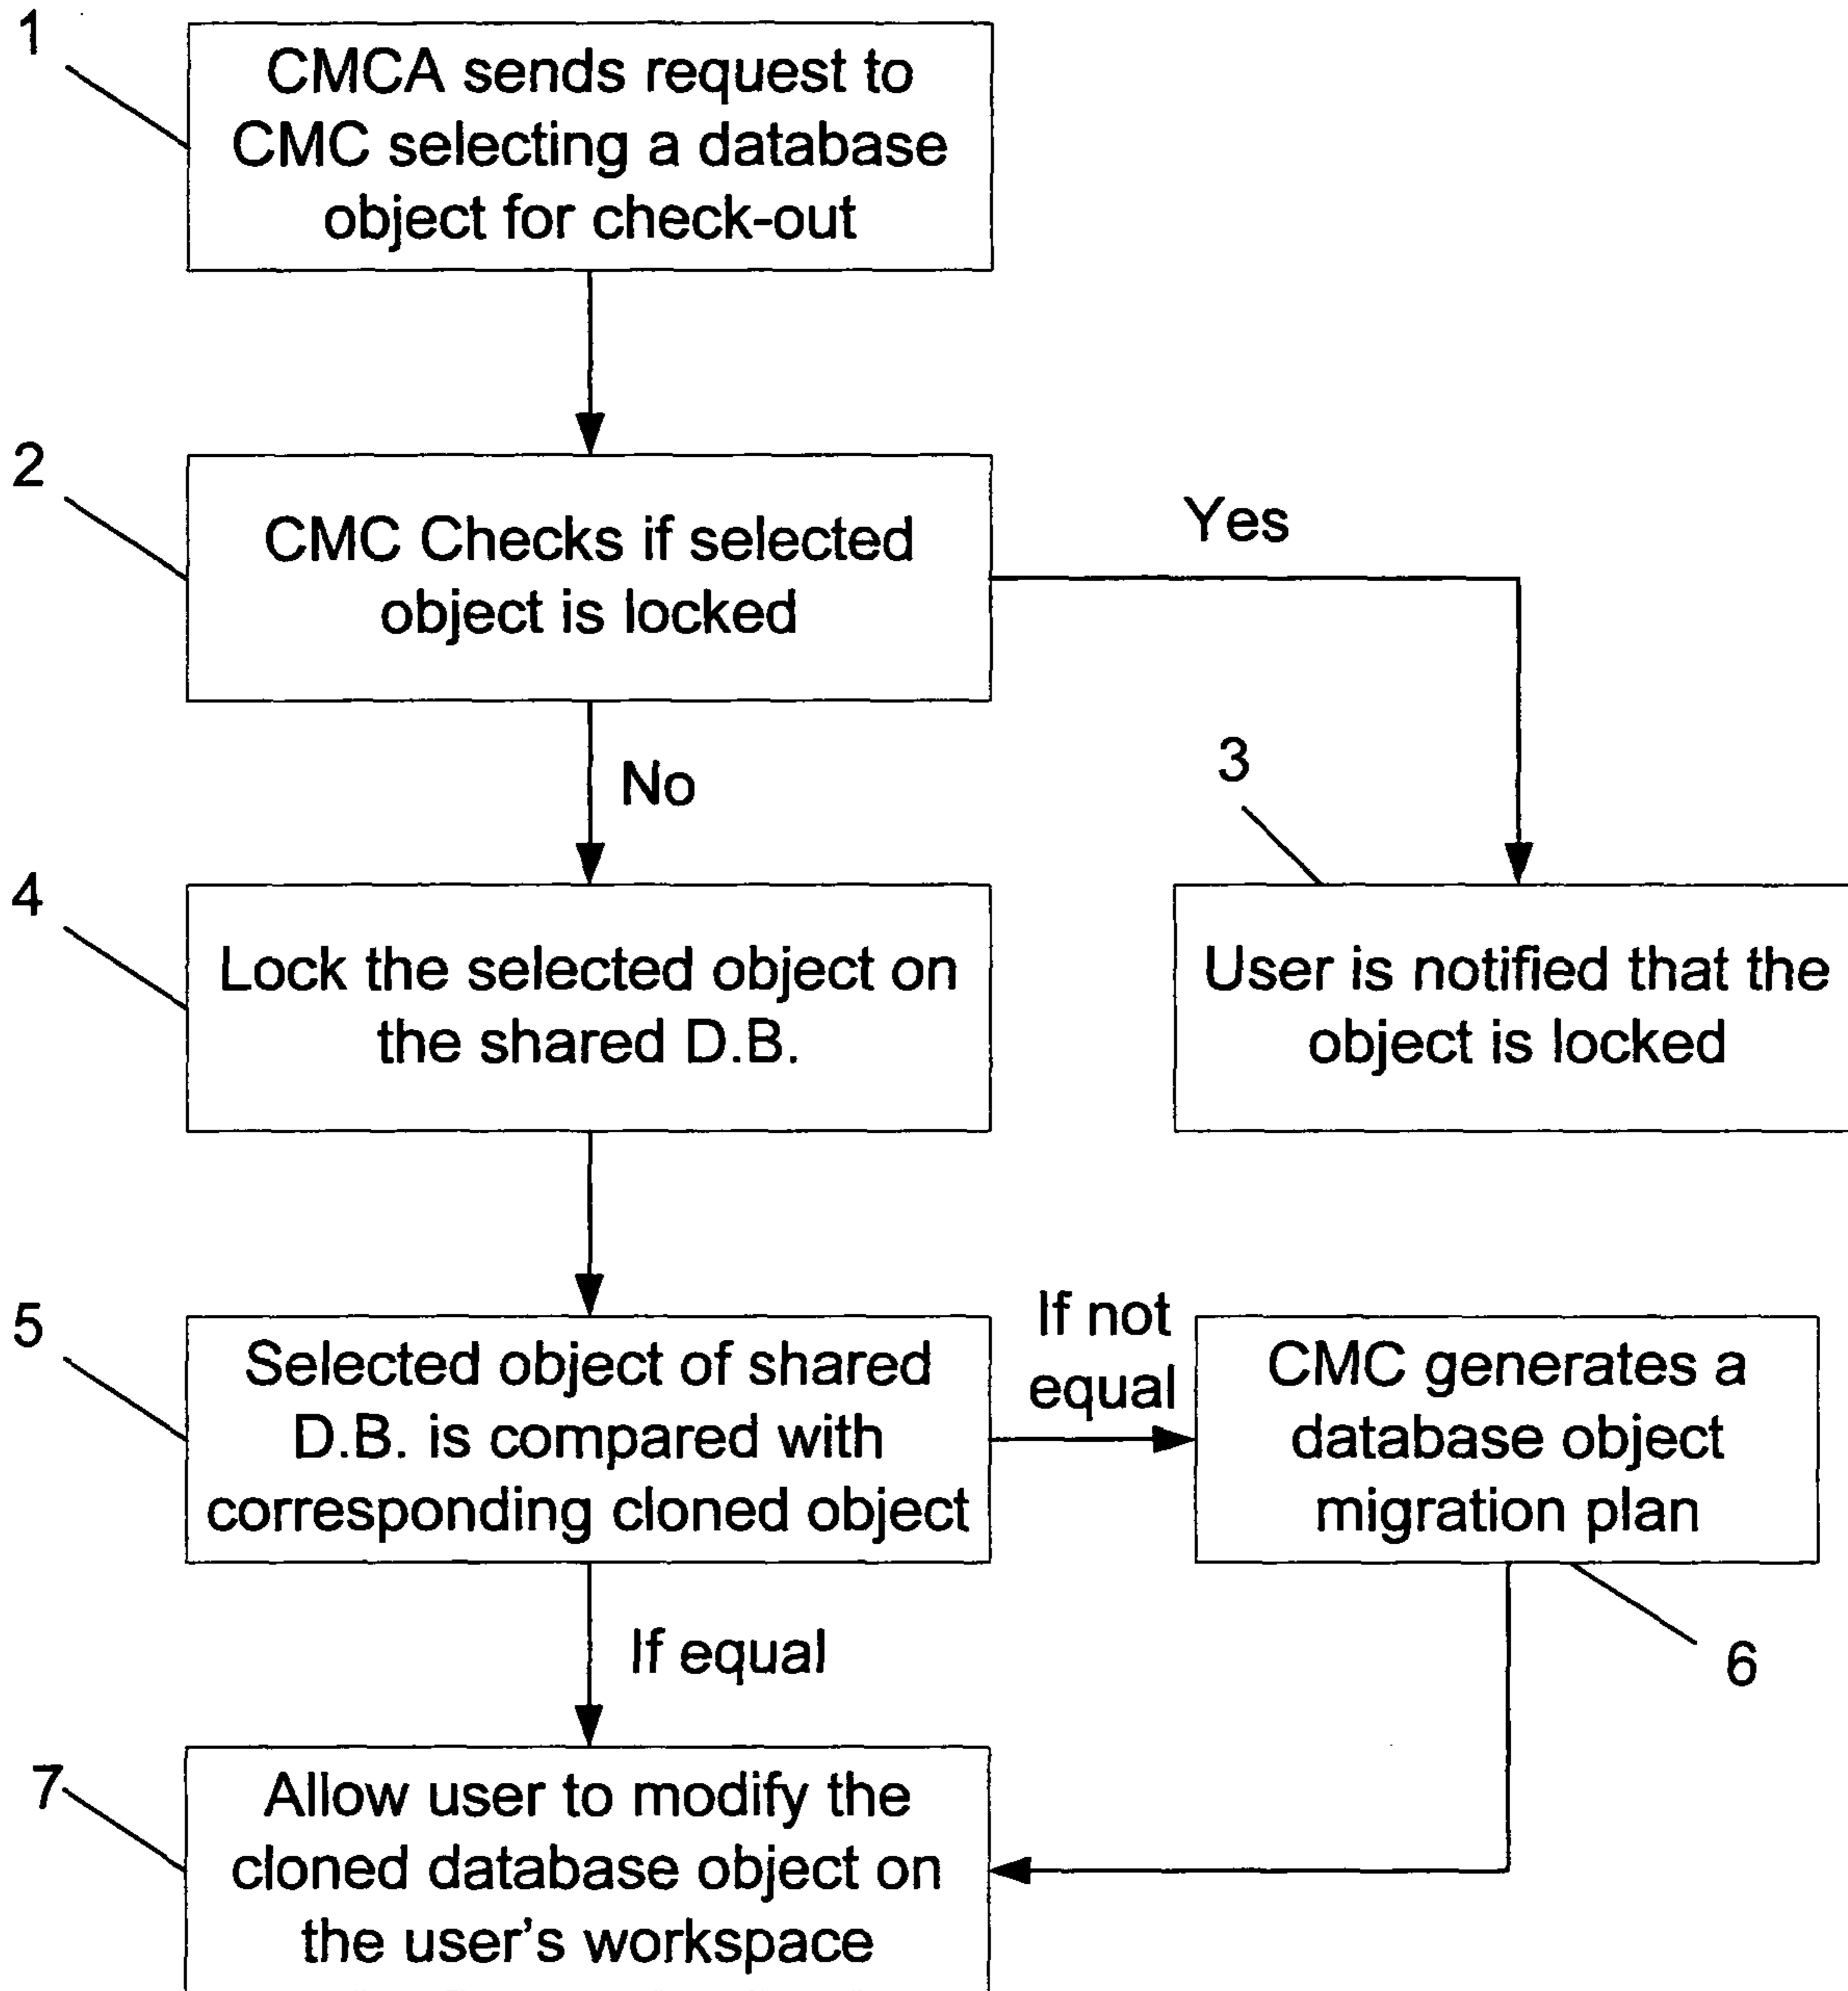 1
CMCA sends request to
CMC selecting a database
object for check-out
2
CMC Checks if selected
object is locked
Yes
No
3
4
Lock the selected object on
the shared D.B.
User is notified that the
object is locked
5
Selected object of shared
D.B. is compared with
corresponding cloned object
If not
equal
CMC generates a
database object
migration plan
If equal
6
7
Allow user to modify the
cloned database object on
the user's workspace